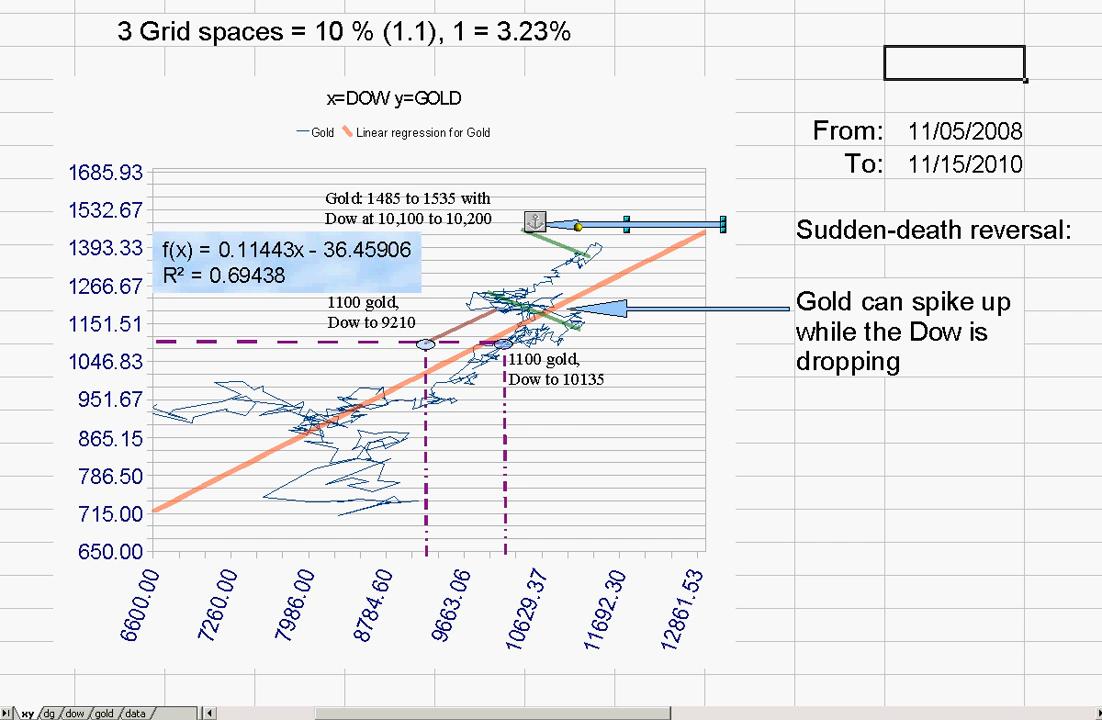 3 Grid spaces = 10 % (1.1), 1 = 3.23%
x=DOW y=GOLD
Gold
Linear regression for Gold
From: 11/05/2008
To: 11/15/2010
1685.93
1532.67
1393.33
1266.67
1151.51
1046.83
951.67
865.15
786.50
715.00
650.00
Gold: 1485 to 1535 with
Dow at 10,100 to 10,200
f(x) = 0.11443x - 36.45906
R² = 0.69438
1100 gold,
Dow to 9210
1100 gold,
Dow to 10135
Sudden-death reversal:
Gold can spike up
while the Dow is
dropping
6600.00
7260.00
7986.00
8784.60
9663.06
10629.37
11692.30
12861.53
xy
dg
dow
gold
data